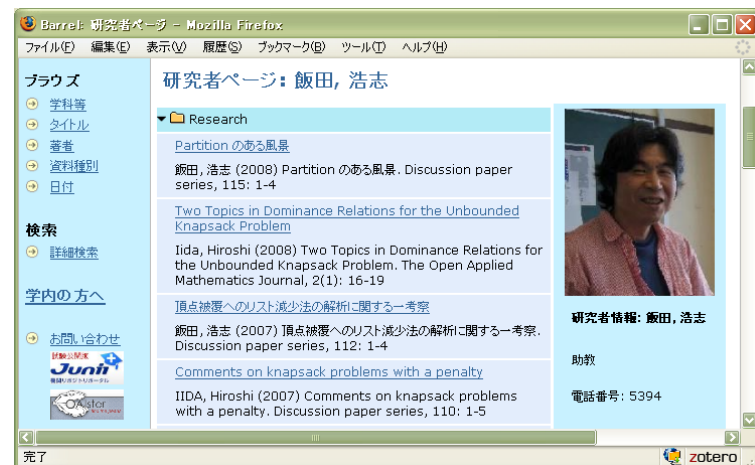 Barrel: 研究者ページ - Mozilla Firefox
ファイル(F) 編集(E) 表示(V) 履歴(S) ブックマーク(B) ツール(T) ヘルプ(H)
ブラウズ
学科等
タイトル
著者
資料種別
日付
検索
詳細検索
学内の方へ
お問い合わせ
試験公開版
Junii+
OAIster
研究者ページ: 飯田, 浩志
Research
Partition のある風景
飯田, 浩志 (2008) Partition のある風景. Discussion paper
series, 115: 1-4
Two Topics in Dominance Relations for the Unbounded
Knapsack Problem
Iida, Hiroshi (2008) Two Topics in Dominance Relations for
the Unbounded Knapsack Problem. The Open Applied
Mathematics Journal, 2(1): 16-19
頂点被覆へのリスト減少法の解析に関する一考察
飯田, 浩志 (2007) 頂点被覆へのリスト減少法の解析に関する一考察.
Discussion paper series, 112: 1-4
Comments on knapsack problems with a penalty
IIDA, Hiroshi (2007) Comments on knapsack problems
with a penalty. Discussion paper series, 110: 1-5
研究者情報: 飯田, 浩志
助教
電話番号: 5394
完了
zotero